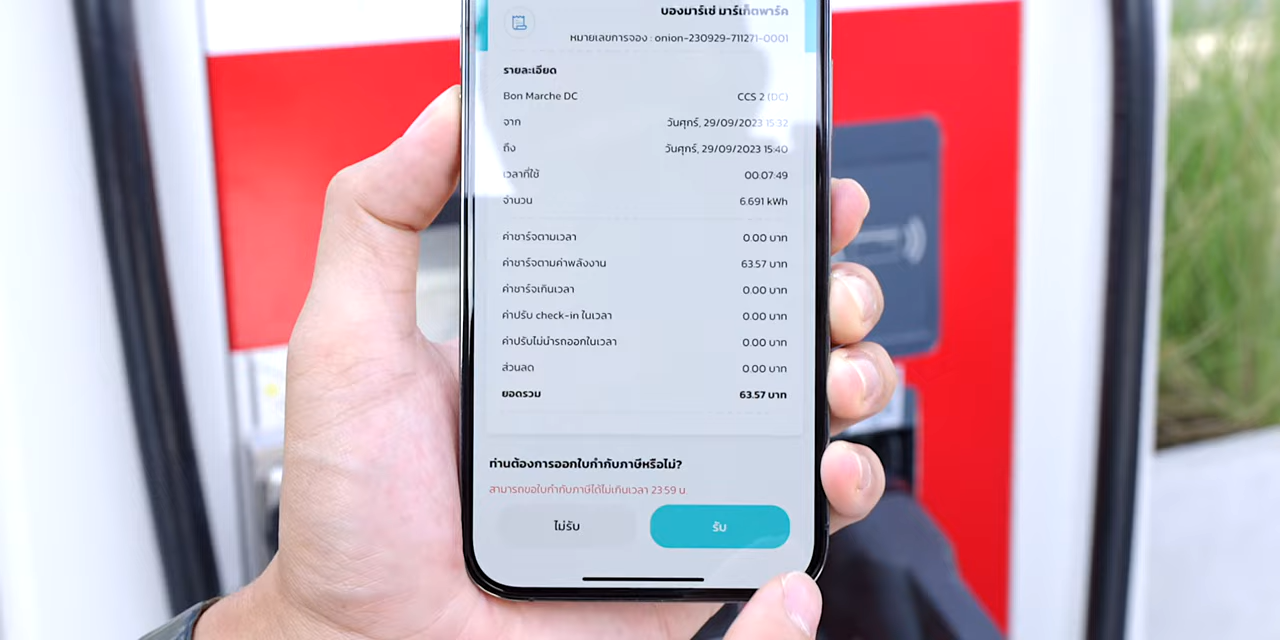 บองมาร์เช่ มาร์เก็ตพาร์ค
หมายเลขการจอง : onion-230929-711271-0001
รายละเอียด
Bon Marche DC CCS 2 (DC)
จาก วันศุกร์, 29/09/2023 15:32
ถึง วันศุกร์, 29/09/2023 15:40
เวลาที่ใช้ 00:07:49
จำนวน 6.691 kWh
ค่าชาร์จตามเวลา 0.00 บาท
ค่าชาร์จตามค่าพลังงาน 63.57 บาท
ค่าชาร์จเกินเวลา 0.00 บาท
ค่าปรับ check-in ในเวลา 0.00 บาท
ค่าปรับไม่นำรถออกในเวลา 0.00 บาท
ส่วนลด 0.00 บาท
ยอดรวม 63.57 บาท
ท่านต้องการออกใบกำกับภาษีหรือไม่?
สามารถขอใบกำกับภาษีได้ไม่เกินเวลา 23:59 น.
ไม่รับ รับ